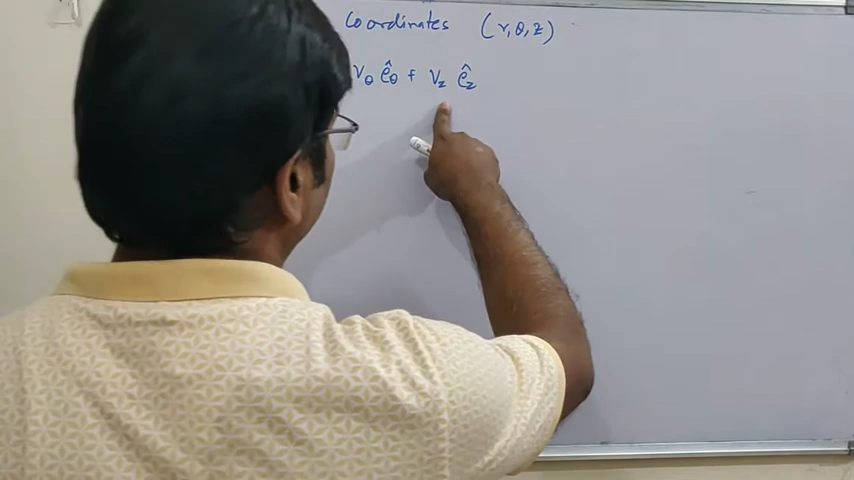 Coordinates (r,θ,z)
V_θ ê_θ + V_z ê_z